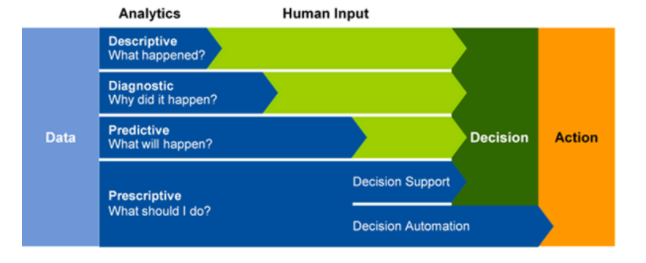 Analytics
Human Input
Descriptive
What happened?
Diagnostic
Why did it happen?
Predictive
What will happen?
Data
Decision
Action
Prescriptive
What should I do?
Decision Support
Decision Automation